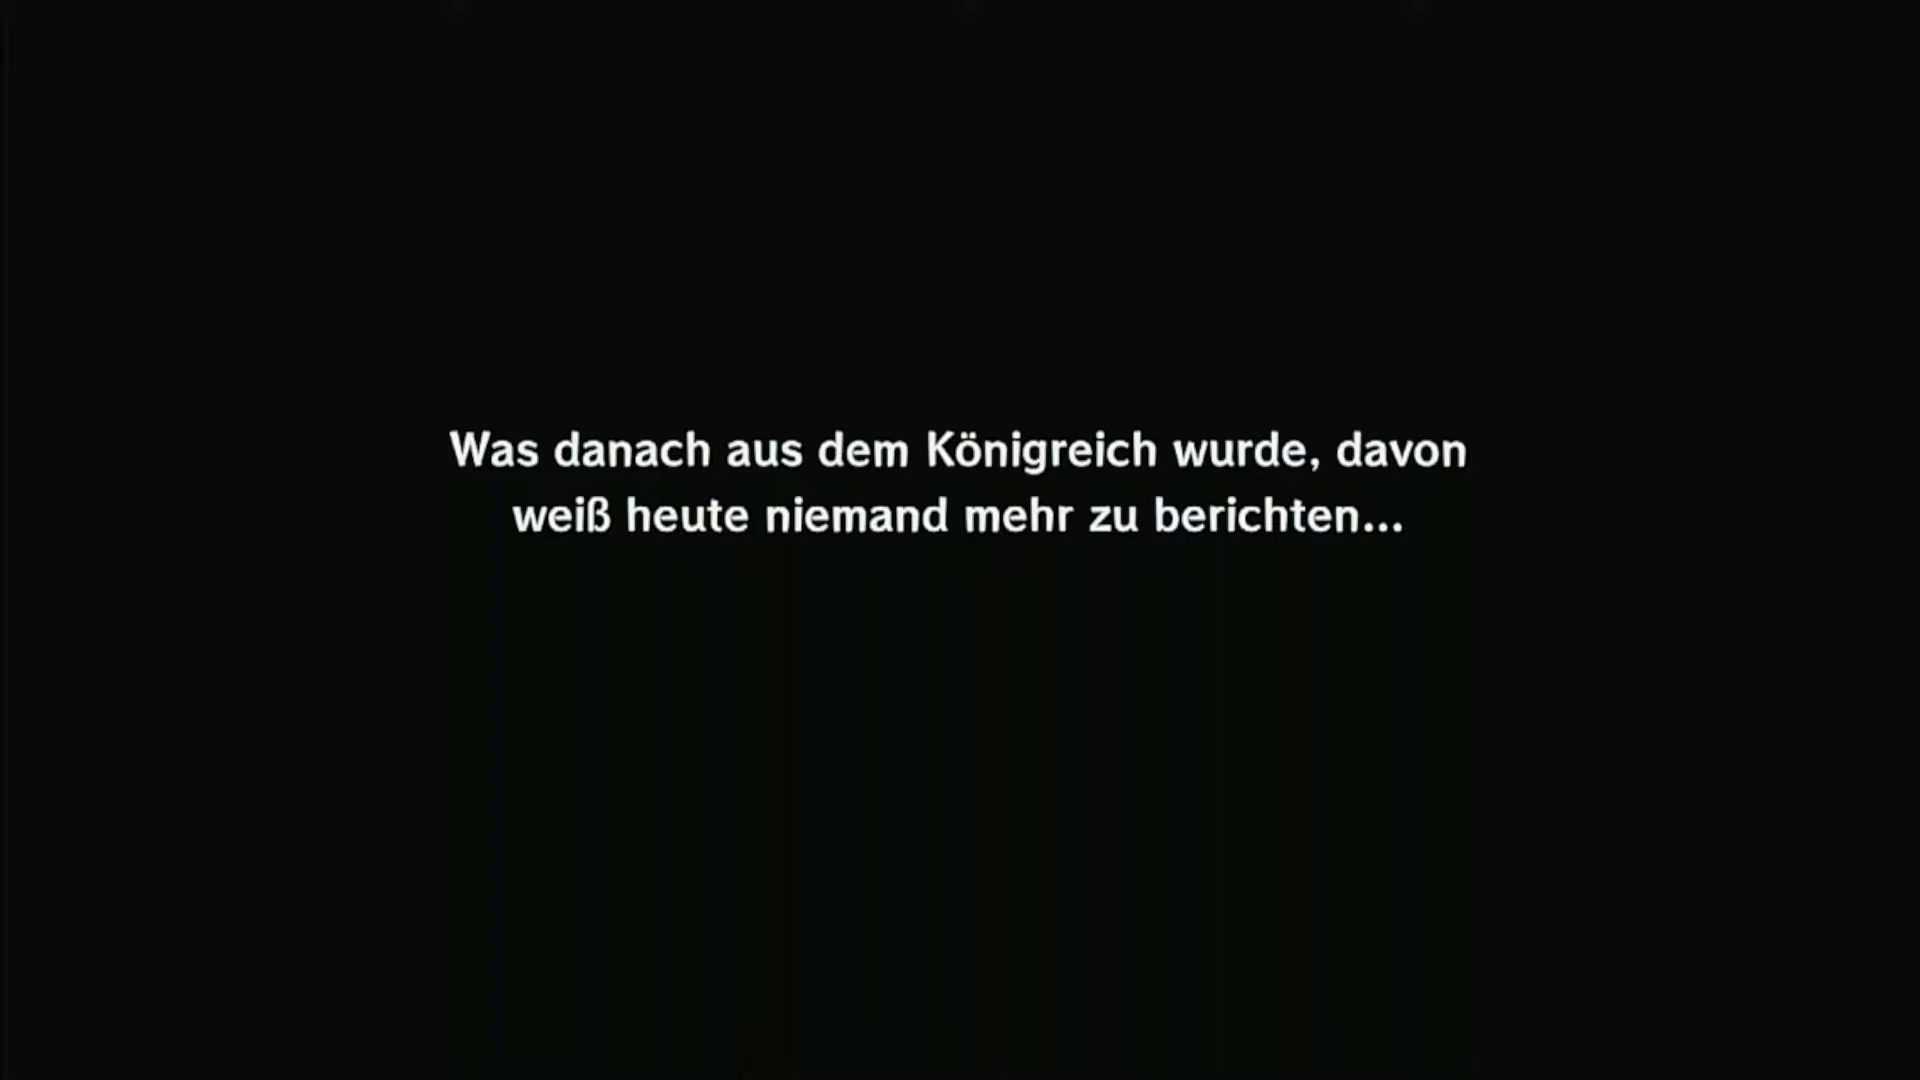 Was danach aus dem Königreich wurde, davon
weiß heute niemand mehr zu berichten...